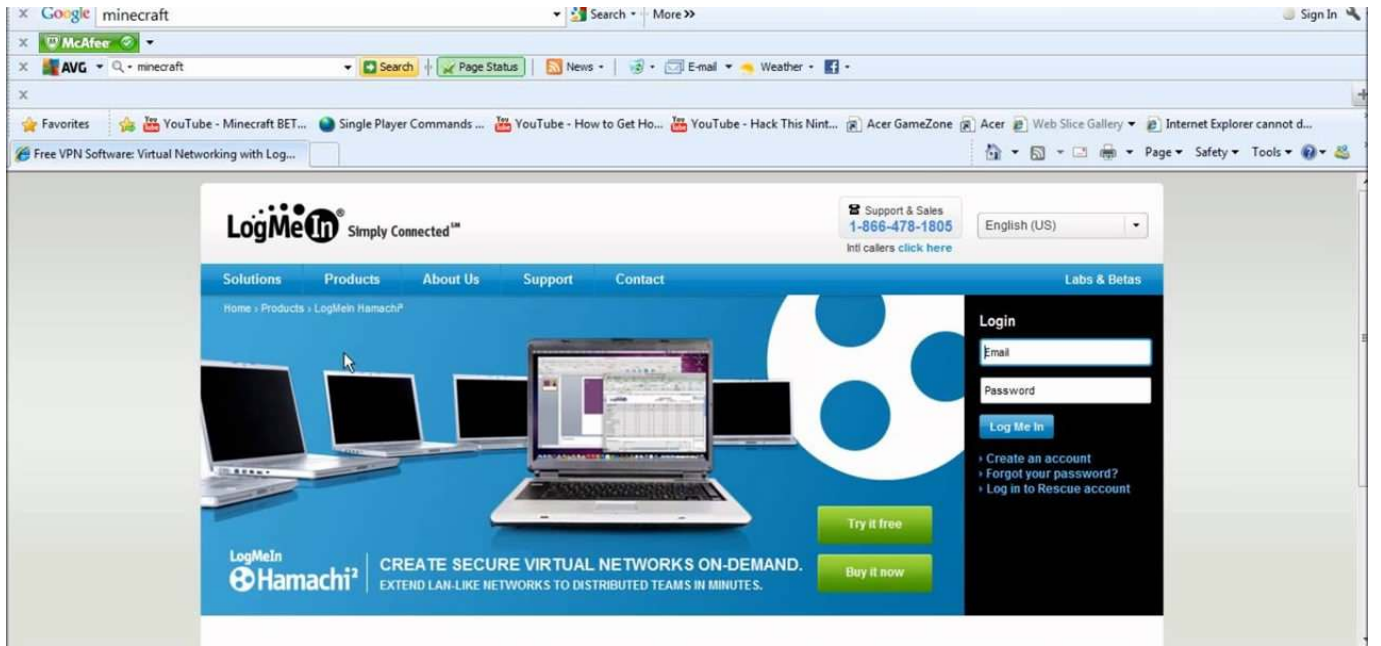 x Google minecraft Search • More >> Sign In
x McAfee
x AVG minecraft Search Page Status News E-mail Weather
x
Favorites YouTube - Minecraft BET... Single Player Commands ... YouTube - How to Get Ho... YouTube - Hack This Nint... Acer GameZone Acer Web Slice Gallery Internet Explorer cannot d...
Free VPN Software: Virtual Networking with Log... Page Safety Tools
LogMeIn® Simply Connected℠
Support & Sales
1-866-478-1805
Intl callers click here
English (US)
Solutions Products About Us Support Contact Labs & Betas
Home › Products › LogMeIn Hamachi²
Login
Email
Password
Log Me In
› Create an account
› Forgot your password?
› Log in to Rescue account
Try it free
Buy it now
LogMeIn
Hamachi²
CREATE SECURE VIRTUAL NETWORKS ON-DEMAND.
EXTEND LAN-LIKE NETWORKS TO DISTRIBUTED TEAMS IN MINUTES.